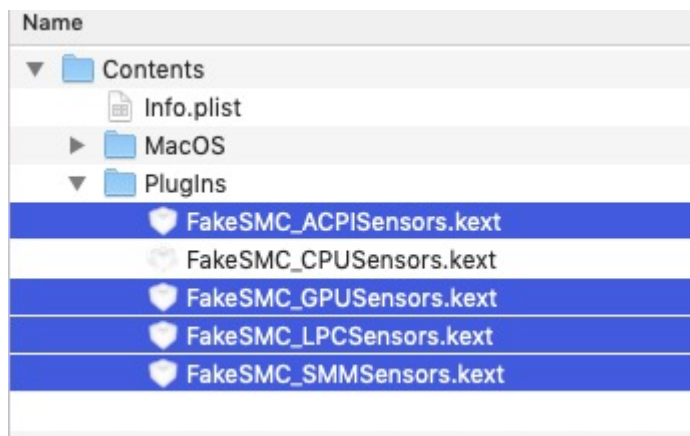 Name
Contents
Info.plist
MacOS
PlugIns
FakeSMC_ACPISensors.kext
FakeSMC_CPUSensors.kext
FakeSMC_GPUSensors.kext
FakeSMC_LPCSensors.kext
FakeSMC_SMMSensors.kext